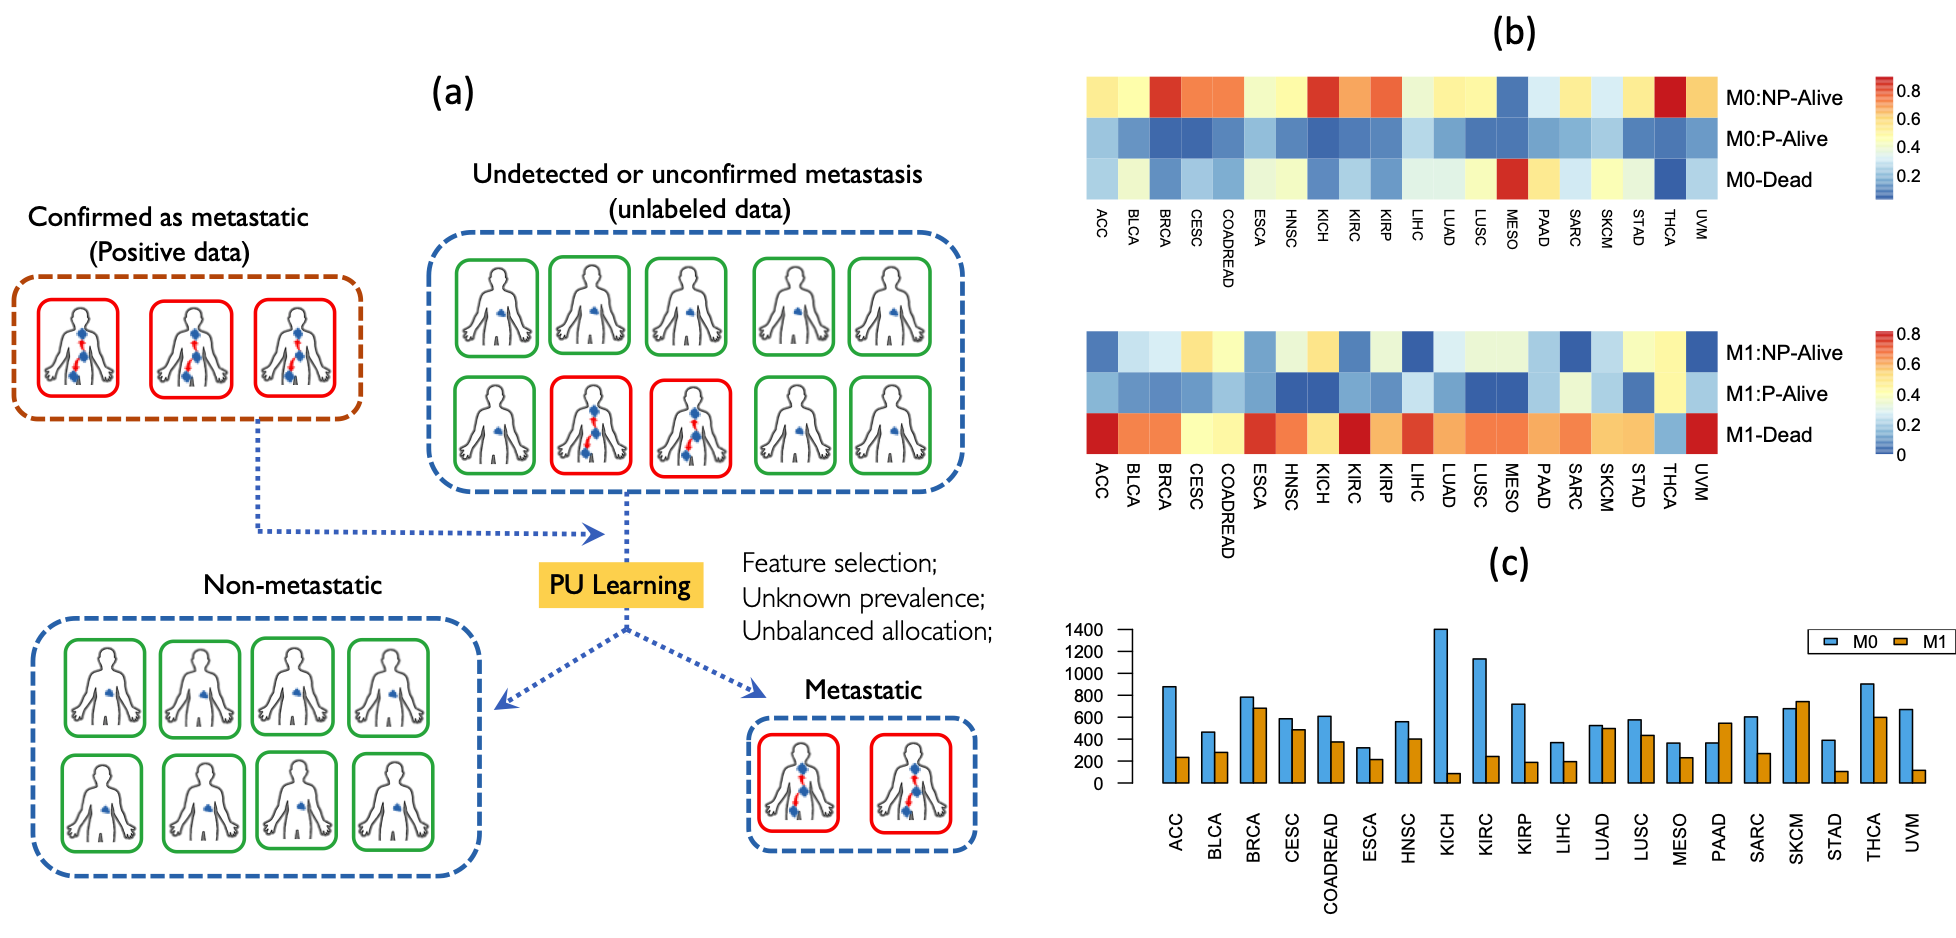 (a)
Confirmed as metastatic
(Positive data)
Undetected or unconfirmed metastasis
(unlabeled data)
PU Learning
Feature selection;
Unknown prevalence;
Unbalanced allocation;
Non-metastatic
Metastatic
(b)
M0:NP-Alive
M0:P-Alive
M0-Dead
0.8
0.6
0.4
0.2
ACC BLCA BRCA CESC COADREAD ESCA HNSC KICH KIRC KIRP LIHC LUAD LUSC MESO PAAD SARC SKCM STAD THCA UVM
M1:NP-Alive
M1:P-Alive
M1-Dead
0.8
0.6
0.4
0.2
0
ACC BLCA BRCA CESC COADREAD ESCA HNSC KICH KIRC KIRP LIHC LUAD LUSC MESO PAAD SARC SKCM STAD THCA UVM
(c)
M0 M1
1400
1200
1000
800
600
400
200
0
ACC BLCA BRCA CESC COADREAD ESCA HNSC KICH KIRC KIRP LIHC LUAD LUSC MESO PAAD SARC SKCM STAD THCA UVM